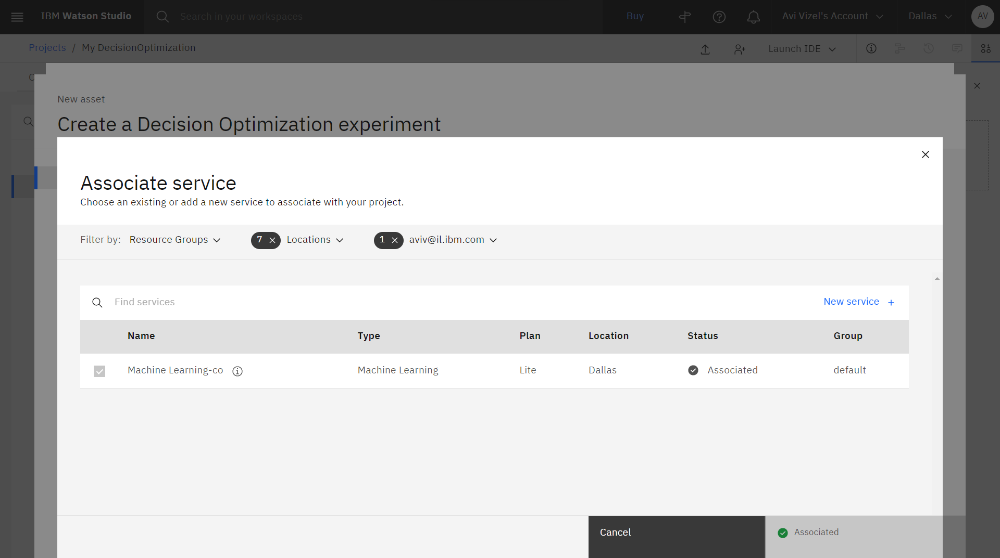 IBM Watson Studio
Search in your workspaces
Buy
Avi Vizel's Account
Dallas
AV
Projects / My DecisionOptimization
Launch IDE
New asset
Create a Decision Optimization experiment
Associate service
Choose an existing or add a new service to associate with your project.
Filter by: Resource Groups 7 Locations 1 aviv@il.ibm.com
Find services
New service +
Name Type Plan Location Status Group
Machine Learning-co Machine Learning Lite Dallas Associated default
Cancel
Associated